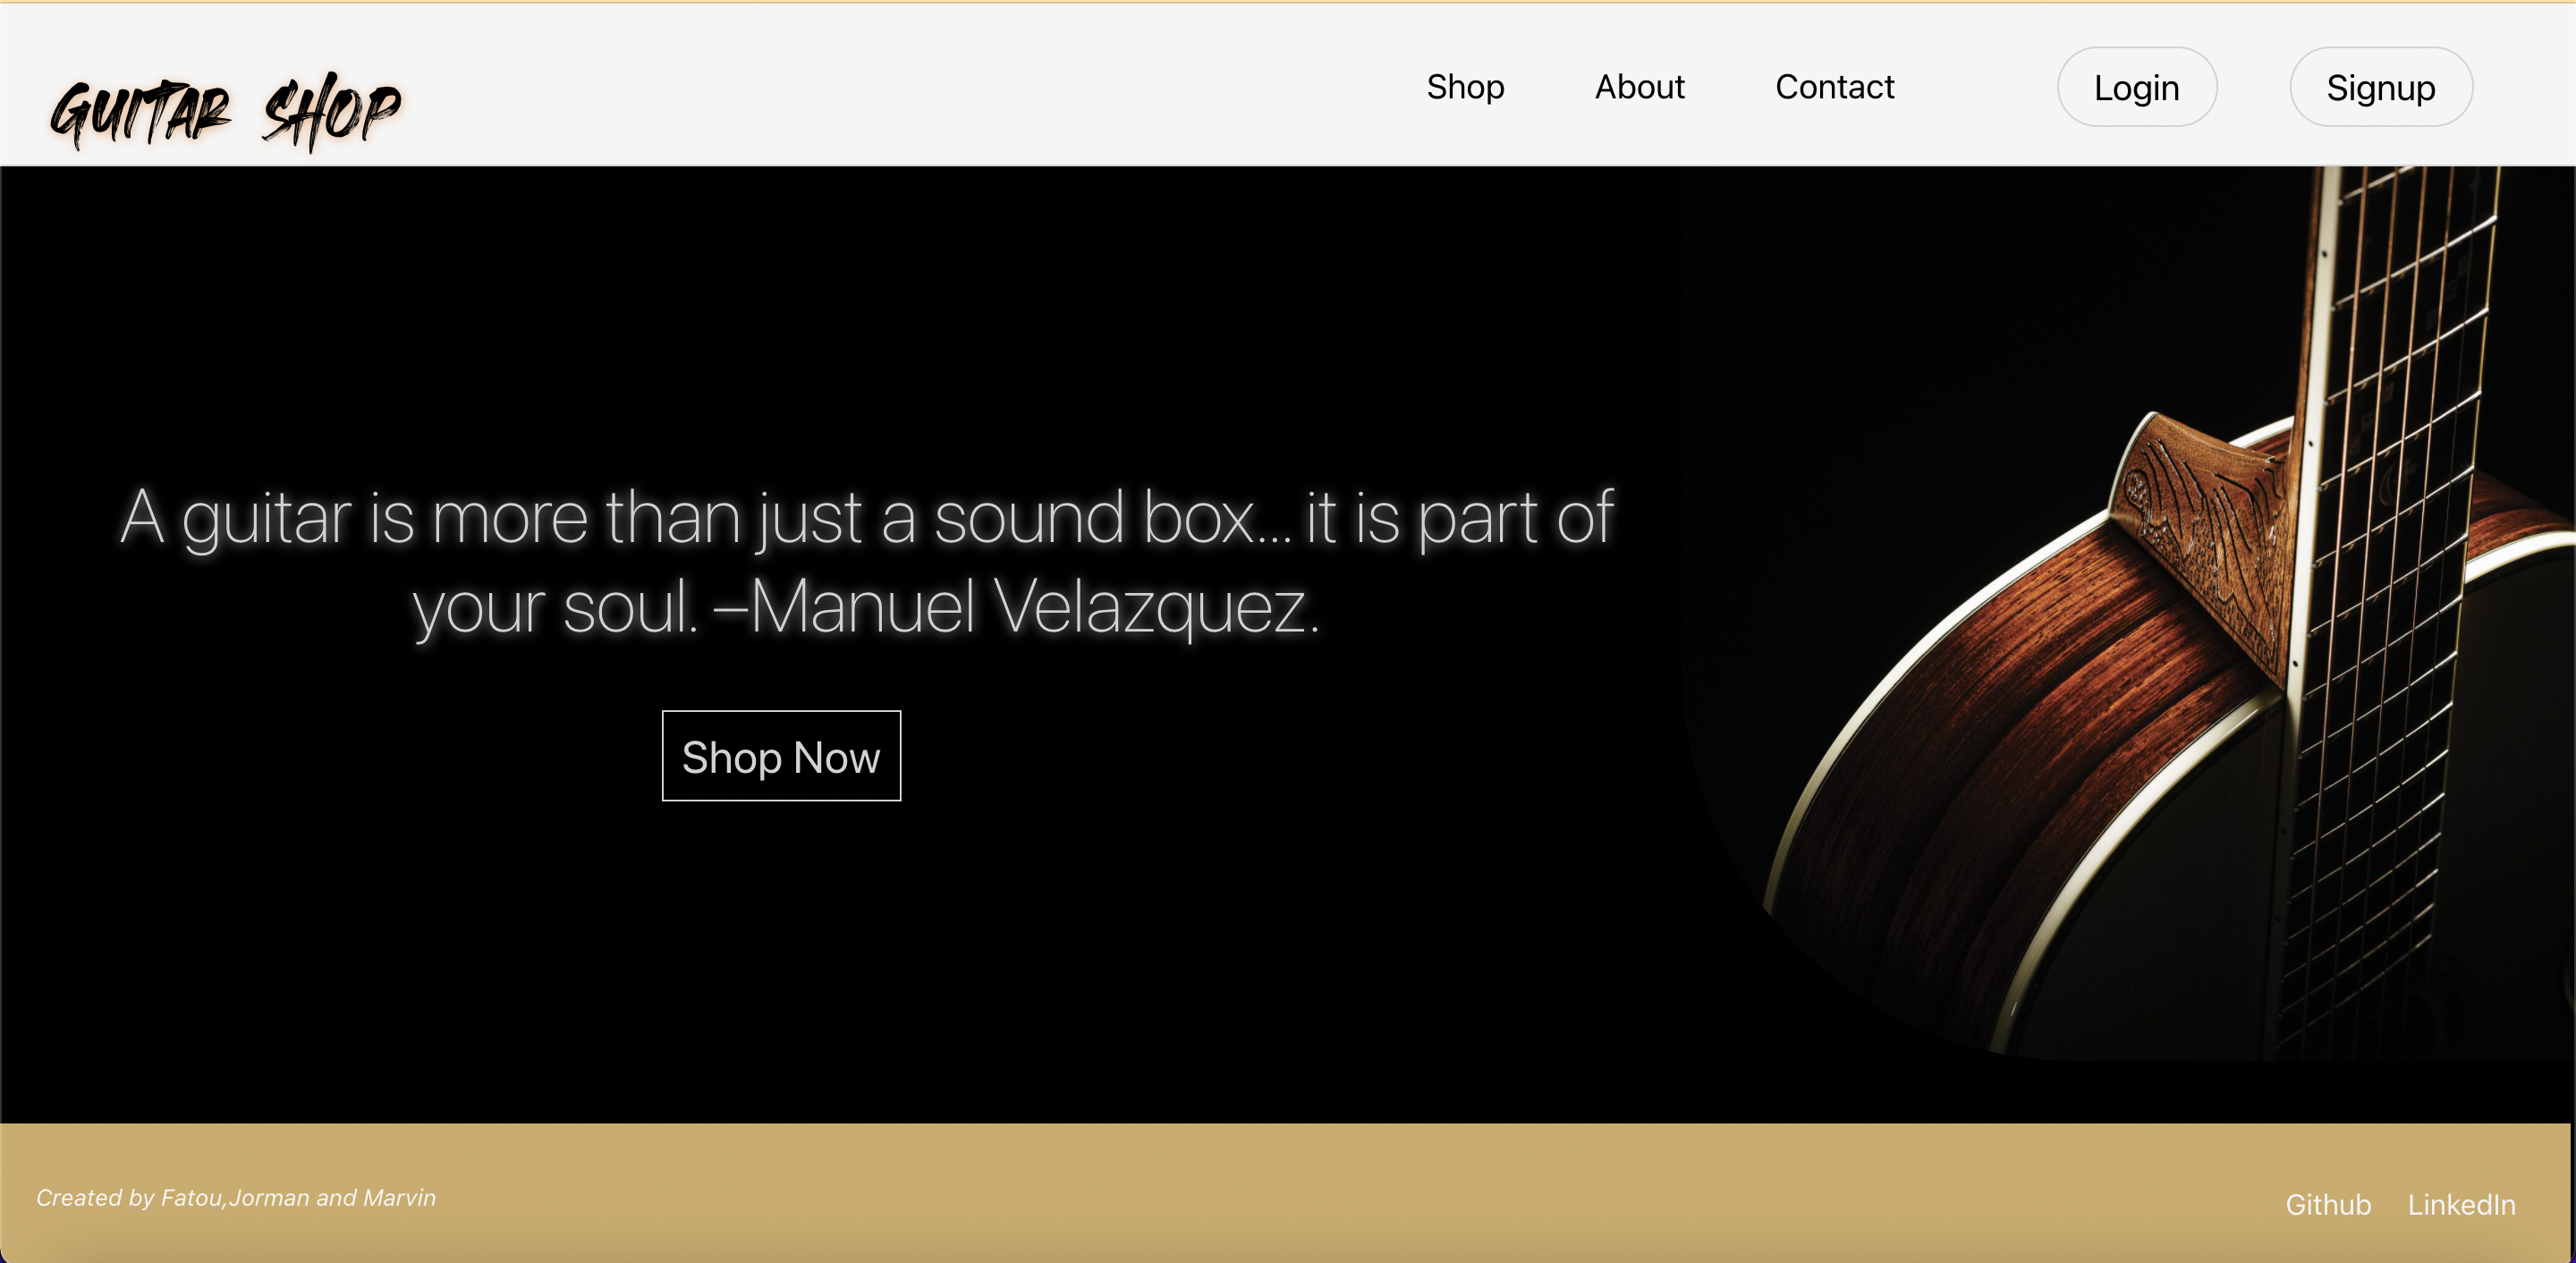 GUITAR SHOP
Shop About Contact Login Signup
A guitar is more than just a sound box... it is part of
your soul. –Manuel Velazquez.
Shop Now
Created by Fatou,Jorman and Marvin
Github LinkedIn